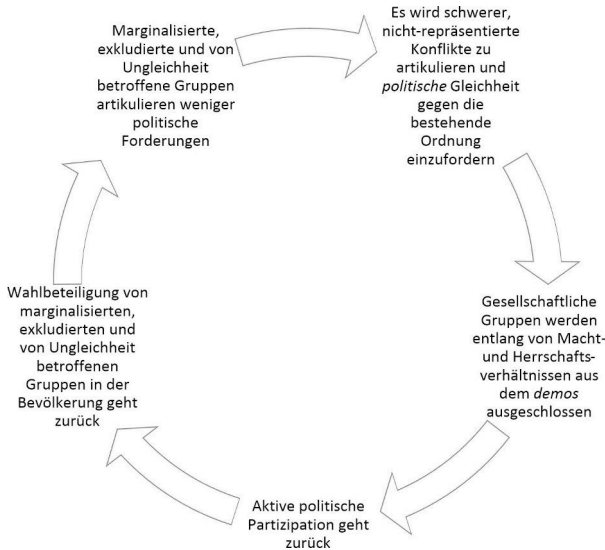 Marginalisierte,
exkludierte und von
Ungleichheit
betroffene Gruppen
artikulieren weniger
politische
Forderungen
Es wird schwerer,
nicht-repräsentierte
Konflikte zu
artikulieren und
politische Gleichheit
gegen die
bestehende
Ordnung
einzufordern
Gesellschaftliche
Gruppen werden
entlang von Macht-
und Herrschafts-
verhältnissen aus
dem demos
ausgeschlossen
Aktive politische
Partizipation geht
zurück
Wahlbeteiligung von
marginalisierten,
exkludierten und
von Ungleichheit
betroffenen
Gruppen in der
Bevölkerung geht
zurück